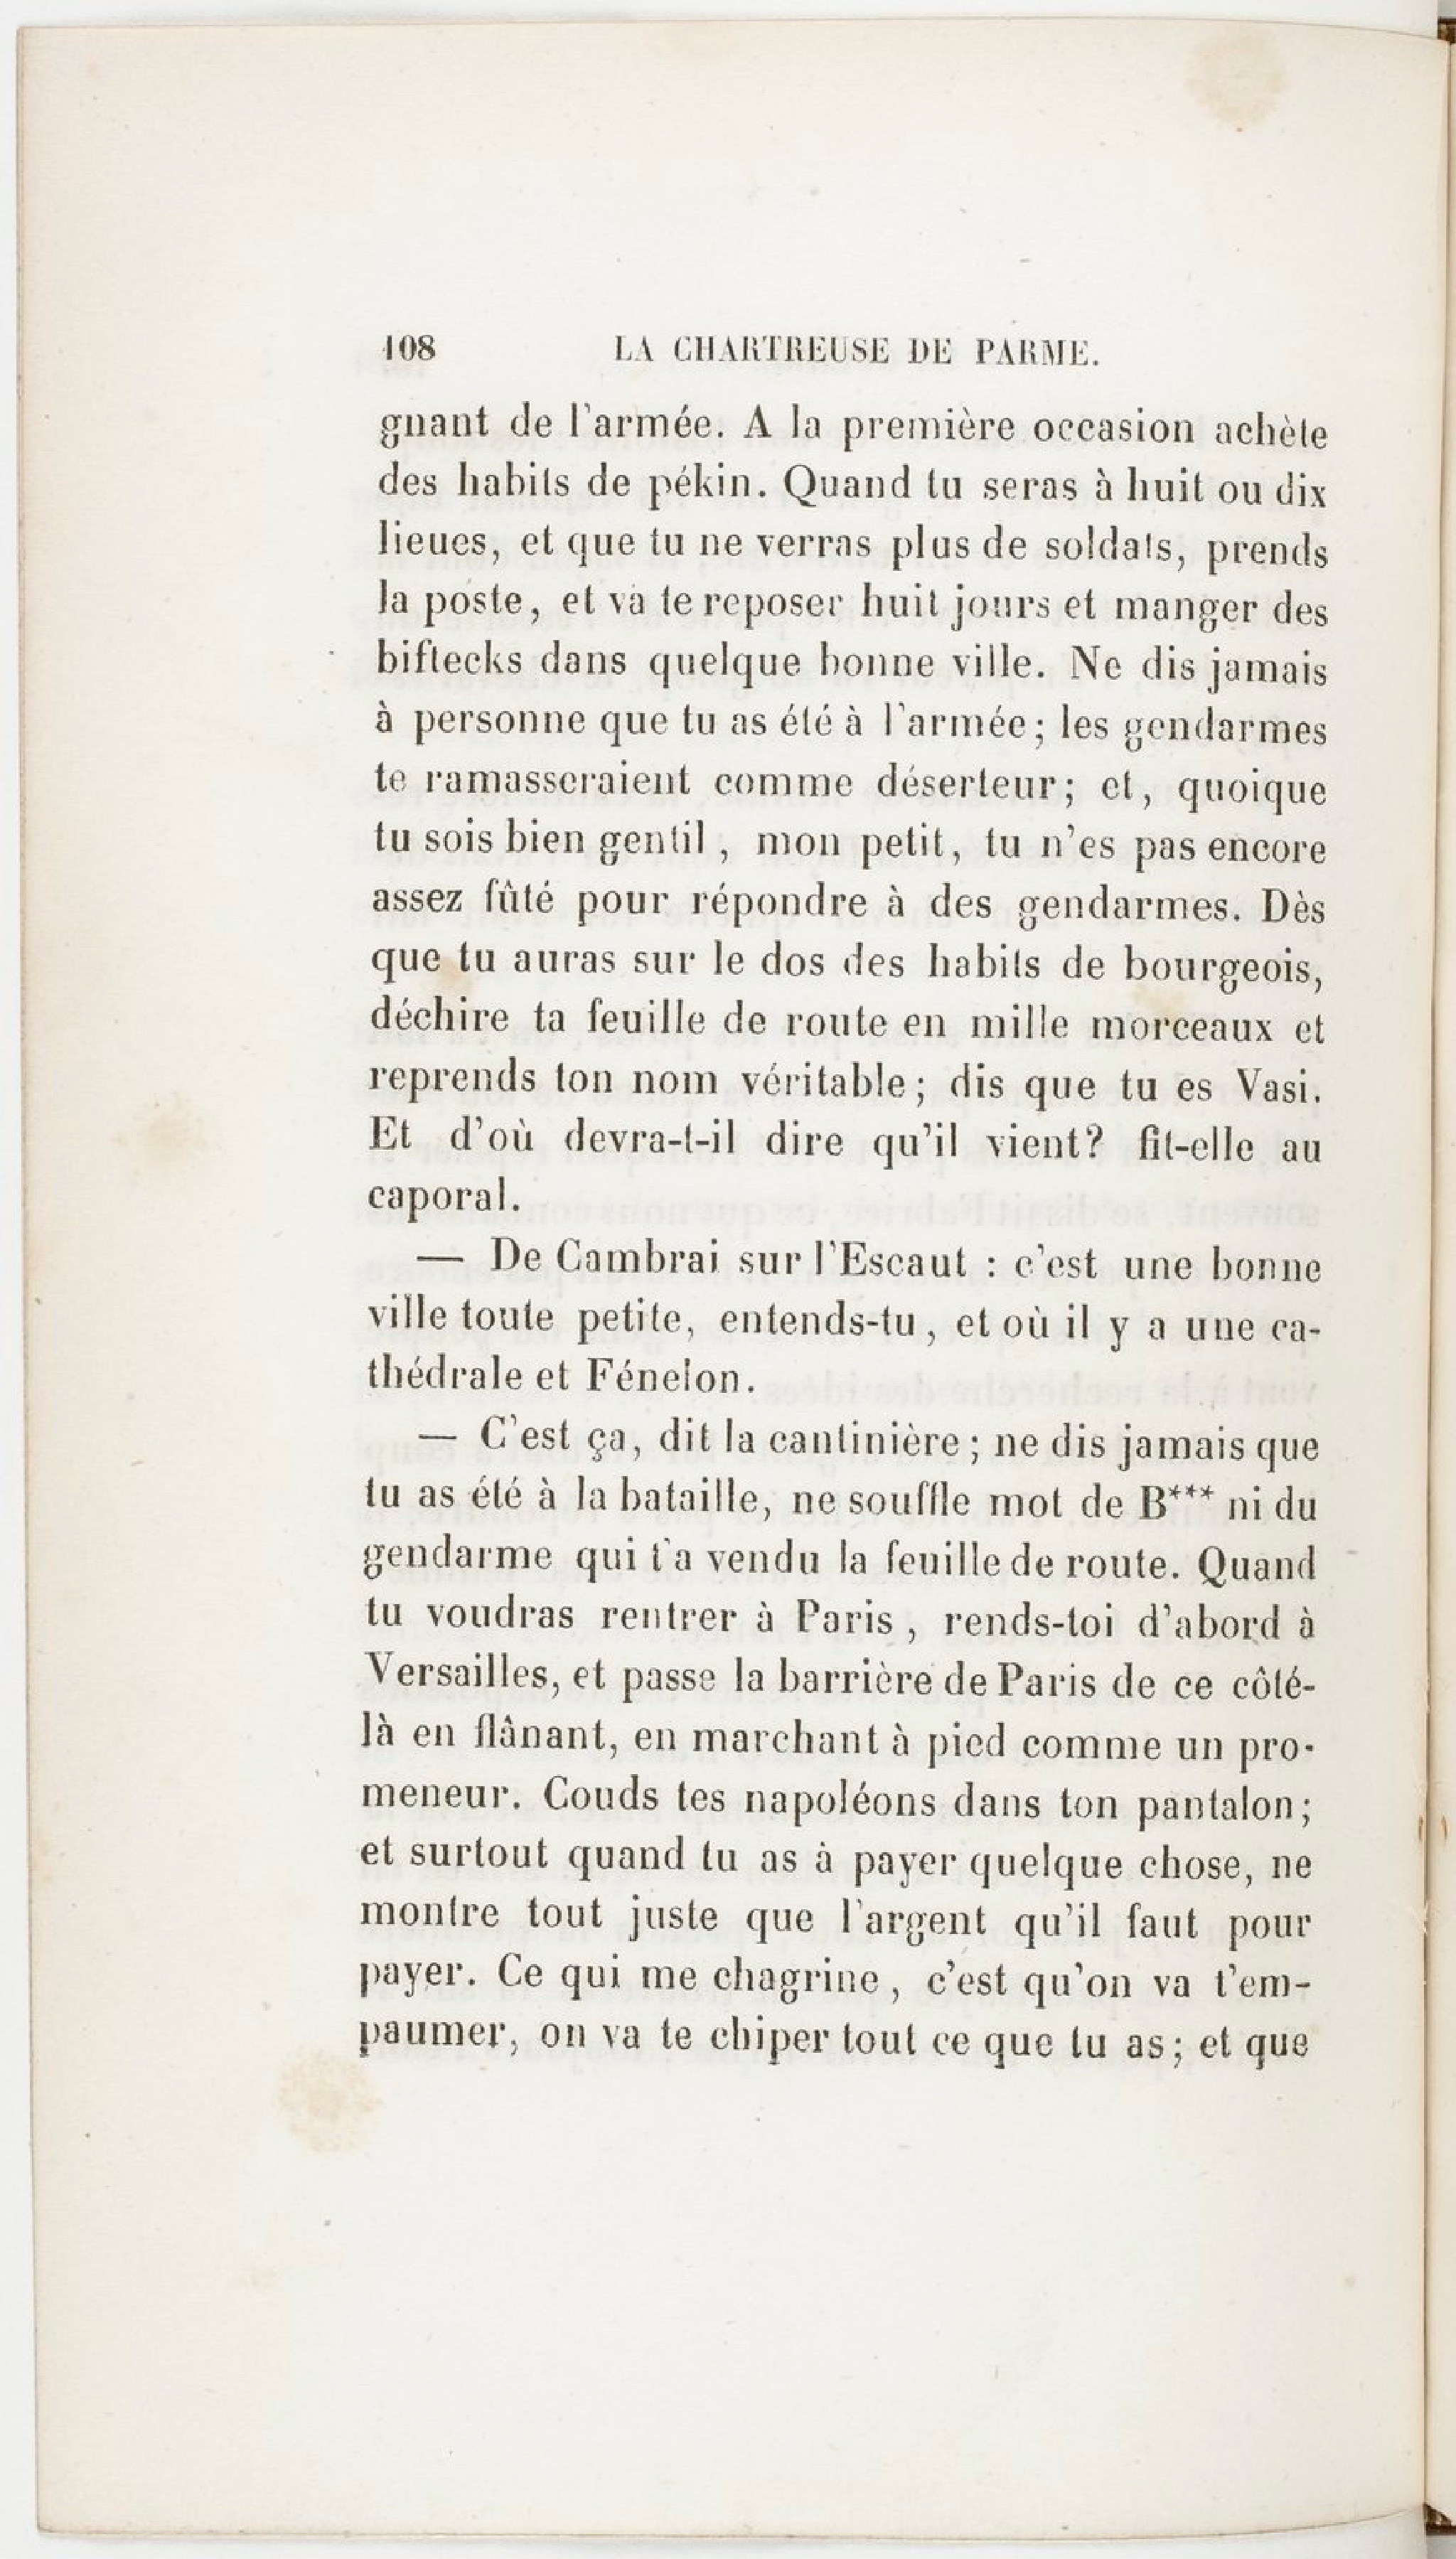 108 LA CHARTREUSE DE PARME.
gnant de l'armée. A la première occasion achète
des habits de pékin. Quand tu seras à huit ou dix
lieues, et que tu ne verras plus de soldats, prends
la poste, et va te reposer huit jours et manger des
biftecks dans quelque bonne ville. Ne dis jamais
à personne que tu as été à l'armée; les gendarmes
te ramasseraient comme déserteur; et, quoique
tu sois bien gentil, mon petit, tu n'es pas encore
assez fûté pour répondre à des gendarmes. Dès
que tu auras sur le dos des habits de bourgeois,
déchire ta feuille de route en mille morceaux et
reprends ton nom véritable; dis que tu es Vasi.
Et d'où devra-t-il dire qu'il vient? fit-elle au
caporal.
— De Cambrai sur l'Escaut : c'est une bonne
ville toute petite, entends-tu, et où il y a une ca-
thédrale et Fénelon.
— C'est ça, dit la cantinière; ne dis jamais que
tu as été à la bataille, ne souffle mot de B*** ni du
gendarme qui t'a vendu la feuille de route. Quand
tu voudras rentrer à Paris, rends-toi d'abord à
Versailles, et passe la barrière de Paris de ce côté-
là en flânant, en marchant à pied comme un pro-
meneur. Couds tes napoléons dans ton pantalon;
et surtout quand tu as à payer quelque chose, ne
montre tout juste que l'argent qu'il faut pour
payer. Ce qui me chagrine, c'est qu'on va t'em-
paumer, on va te chiper tout ce que tu as; et que